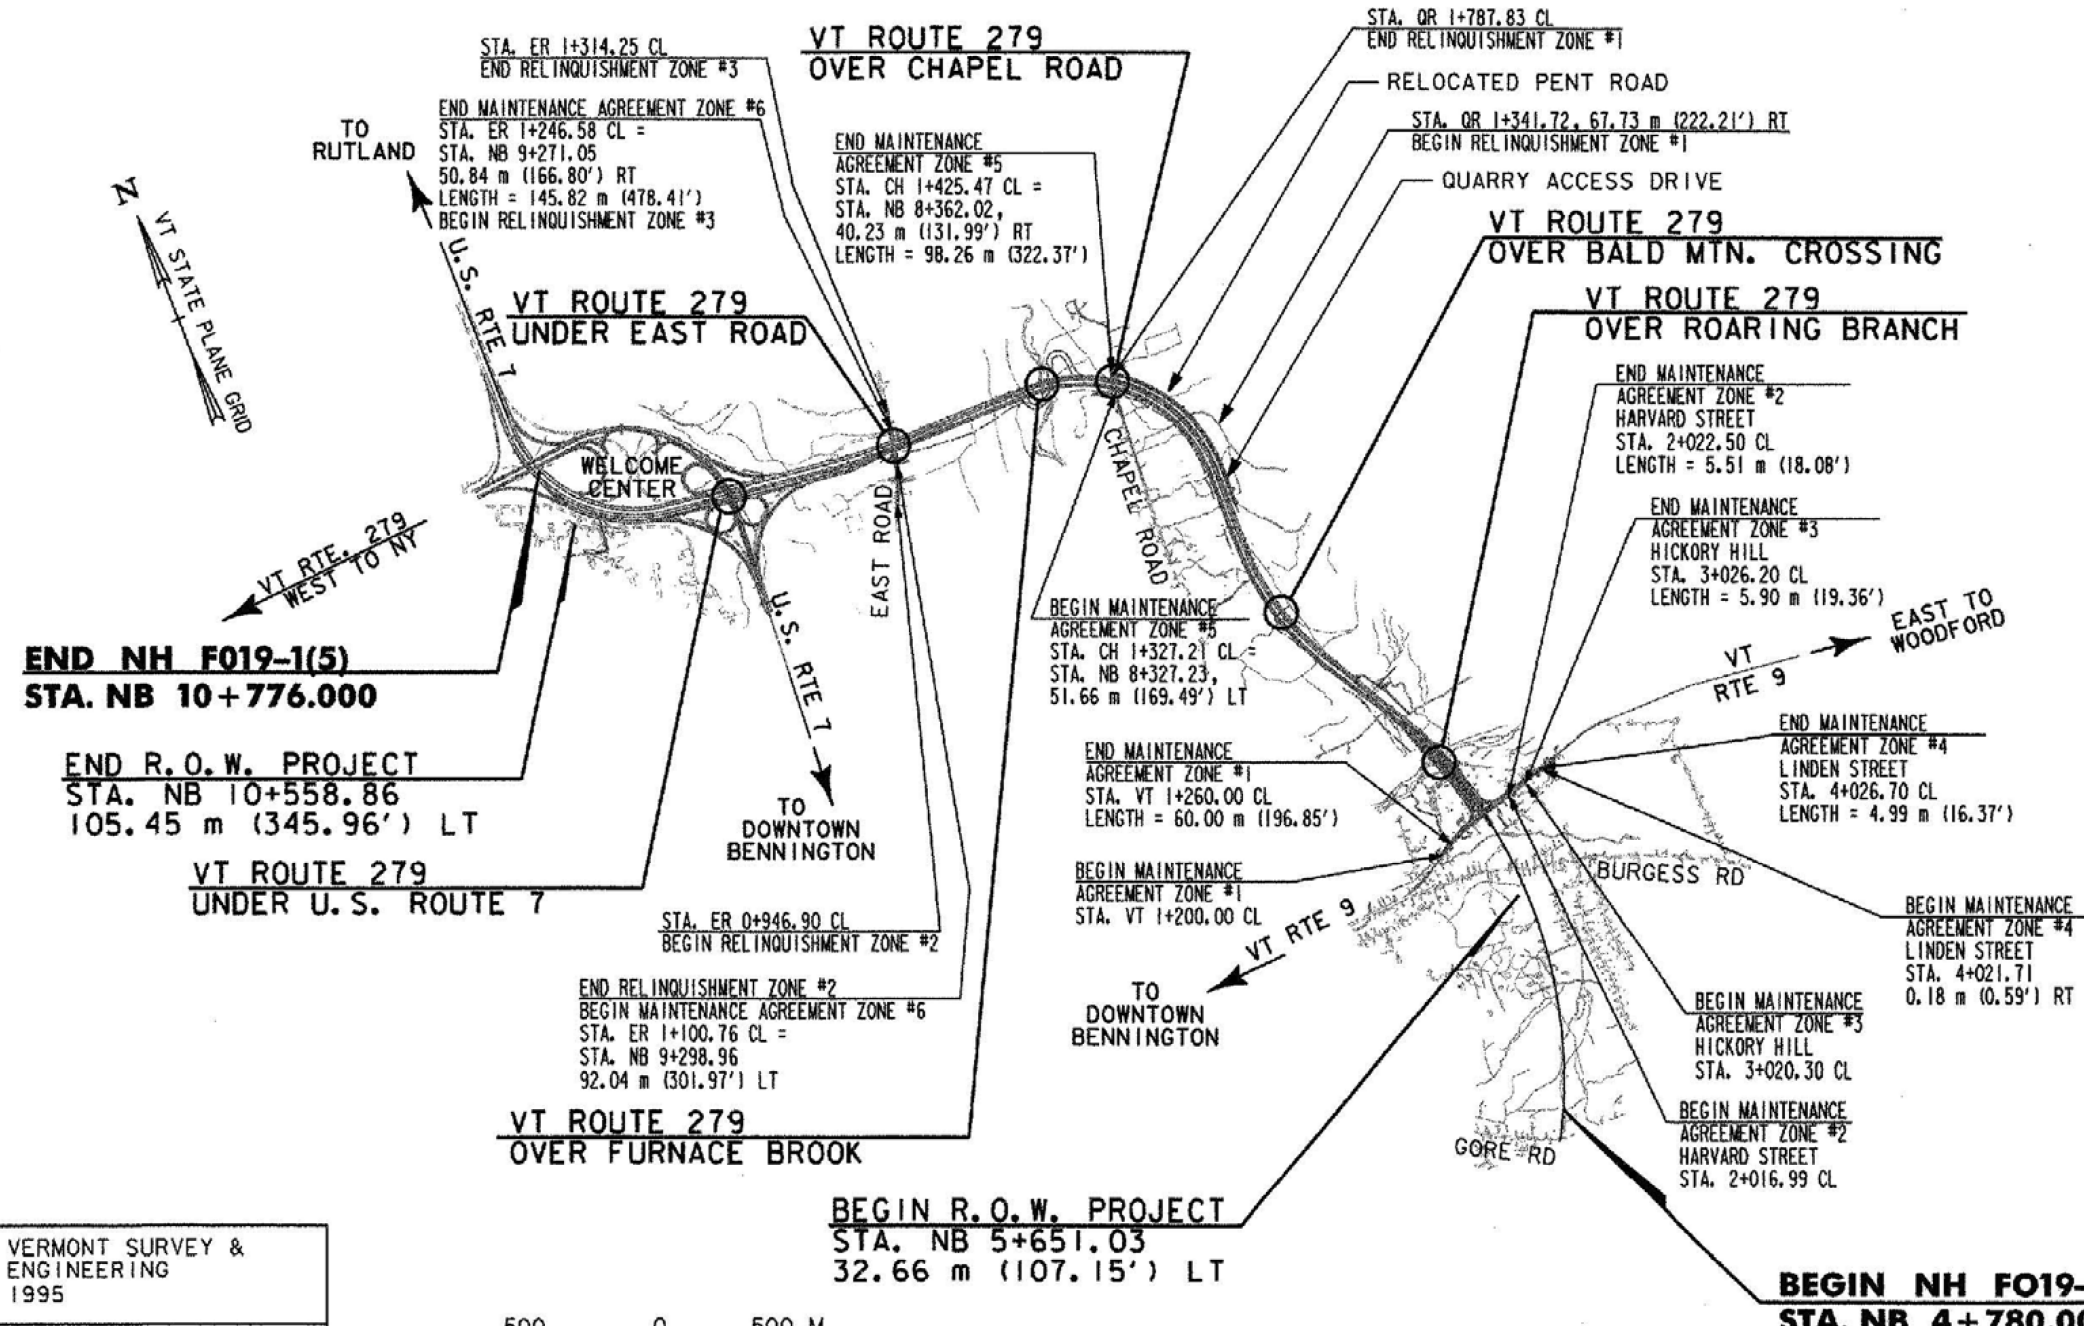 STA. ER 1+314.25 CL
END RELINQUISHMENT ZONE #3
END MAINTENANCE AGREEMENT ZONE #6
STA. ER 1+246.58 CL =
STA. NB 9+271.05
50.84 m (166.80') RT
LENGTH = 145.82 m (478.41')
BEGIN RELINQUISHMENT ZONE #3
TO
RUTLAND
VT ROUTE 279
OVER CHAPEL ROAD
END MAINTENANCE
AGREEMENT ZONE #5
STA. CH 1+425.47 CL =
STA. NB 8+362.02,
40.23 m (131.99') RT
LENGTH = 98.26 m (322.37')
STA. QR 1+787.83 CL
END RELINQUISHMENT ZONE #1
RELOCATED PENT ROAD
STA. QR 1+341.72, 67.73 m (222.21') RT
BEGIN RELINQUISHMENT ZONE #1
QUARRY ACCESS DRIVE
VT ROUTE 279
OVER BALD MTN. CROSSING
VT ROUTE 279
OVER ROARING BRANCH
N
VT STATE PLANE GRID
U.S. RTE 7
VT ROUTE 279
UNDER EAST ROAD
WELCOME
CENTER
EAST ROAD
CHAPEL ROAD
END MAINTENANCE
AGREEMENT ZONE #2
HARVARD STREET
STA. 2+022.50 CL
LENGTH = 5.51 m (18.08')
END MAINTENANCE
AGREEMENT ZONE #3
HICKORY HILL
STA. 3+026.20 CL
LENGTH = 5.90 m (19.36')
EAST TO
WOODFORD
VT
RTE 9
VT RTE. 279
WEST TO NY
END NH F019-1(5)
STA. NB 10+776.000
END R.O.W. PROJECT
STA. NB 10+558.86
105.45 m (345.96') LT
VT ROUTE 279
UNDER U.S. ROUTE 7
U.S. RTE 7
TO
DOWNTOWN
BENNINGTON
BEGIN MAINTENANCE
AGREEMENT ZONE #5
STA. CH 1+327.21 CL =
STA. NB 8+327.23,
51.66 m (169.49') LT
END MAINTENANCE
AGREEMENT ZONE #1
STA. VT 1+260.00 CL
LENGTH = 60.00 m (196.85')
BEGIN MAINTENANCE
AGREEMENT ZONE #1
STA. VT 1+200.00 CL
END MAINTENANCE
AGREEMENT ZONE #4
LINDEN STREET
STA. 4+026.70 CL
LENGTH = 4.99 m (16.37')
BURGESS RD
BEGIN MAINTENANCE
AGREEMENT ZONE #4
LINDEN STREET
STA. 4+021.71
0.18 m (0.59') RT
STA. ER 0+946.90 CL
BEGIN RELINQUISHMENT ZONE #2
END RELINQUISHMENT ZONE #2
BEGIN MAINTENANCE AGREEMENT ZONE #6
STA. ER 1+100.76 CL =
STA. NB 9+298.96
92.04 m (301.97') LT
VT ROUTE 279
OVER FURNACE BROOK
VT RTE 9
TO
DOWNTOWN
BENNINGTON
BEGIN MAINTENANCE
AGREEMENT ZONE #3
HICKORY HILL
STA. 3+020.30 CL
BEGIN MAINTENANCE
AGREEMENT ZONE #2
HARVARD STREET
STA. 2+016.99 CL
GORE RD
BEGIN R.O.W. PROJECT
STA. NB 5+651.03
32.66 m (107.15') LT
BEGIN NH FO19-
STA. NB 4+780.00
VERMONT SURVEY &
ENGINEERING
1995
500 0 500 M